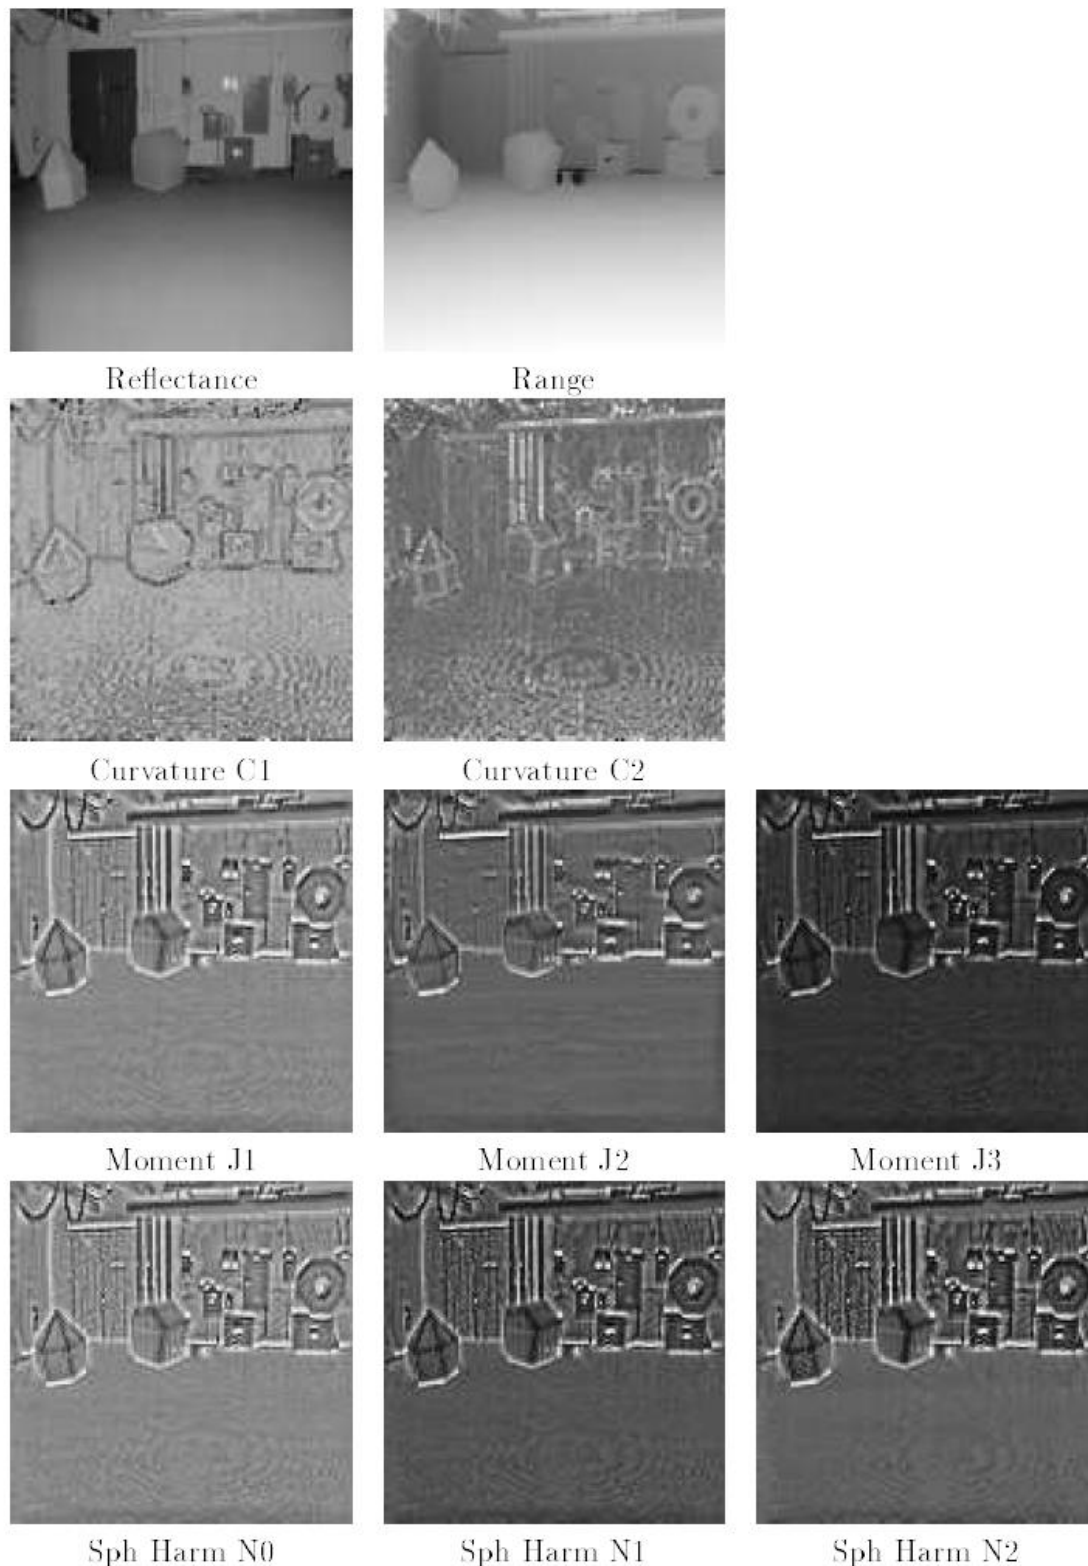 Reflectance
Range
Curvature C1
Curvature C2
Moment J1
Moment J2
Moment J3
Sph Harm N0
Sph Harm N1
Sph Harm N2